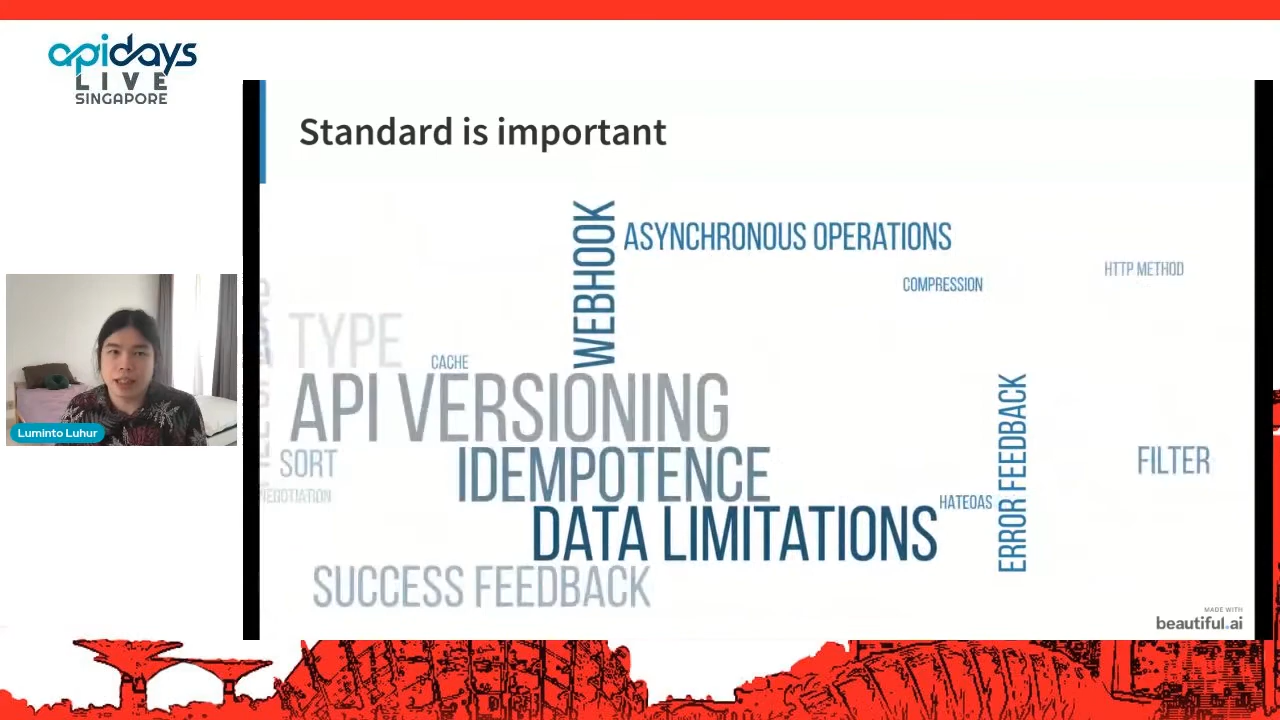 apidays
LIVE
SINGAPORE
Standard is important
WEBHOOK
ASYNCHRONOUS OPERATIONS
COMPRESSION
HTTP METHOD
TYPE
CACHE
API VERSIONING
SORT
IDEMPOTENCE
ERROR FEEDBACK
FILTER
NEGOTIATION
HATEOAS
DATA LIMITATIONS
SUCCESS FEEDBACK
Luminto Luhur
MADE WITH
beautiful.ai